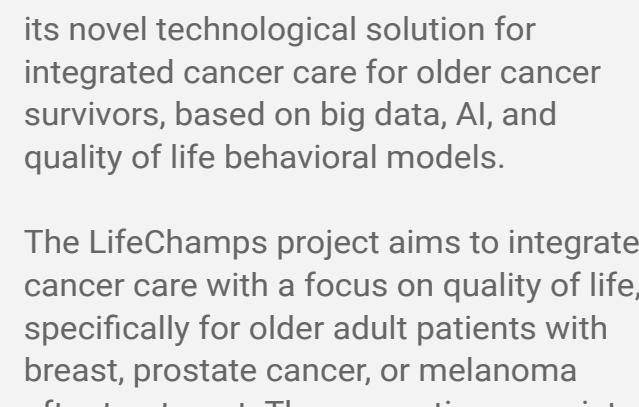 its novel technological solution for
integrated cancer care for older cancer
survivors, based on big data, AI, and
quality of life behavioral models.
The LifeChamps project aims to integrate
cancer care with a focus on quality of life,
specifically for older adult patients with
breast, prostate cancer, or melanoma